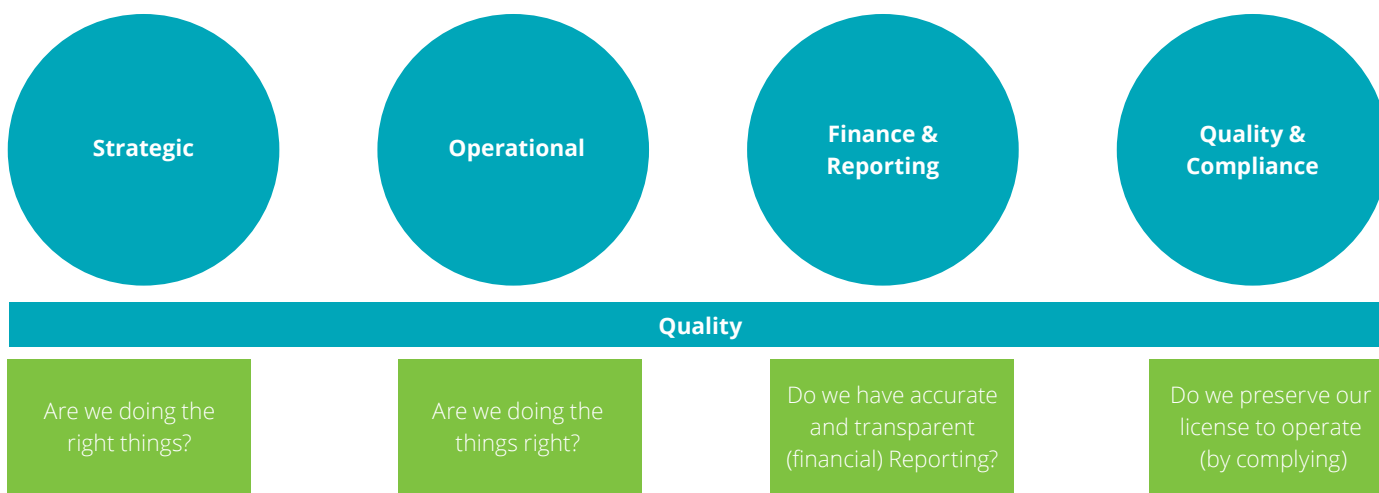 Strategic
Operational
Finance &
Reporting
Quality &
Compliance
Quality
Are we doing the
right things?
Are we doing the
things right?
Do we have accurate
and transparent
(financial) Reporting?
Do we preserve our
license to operate
(by complying)